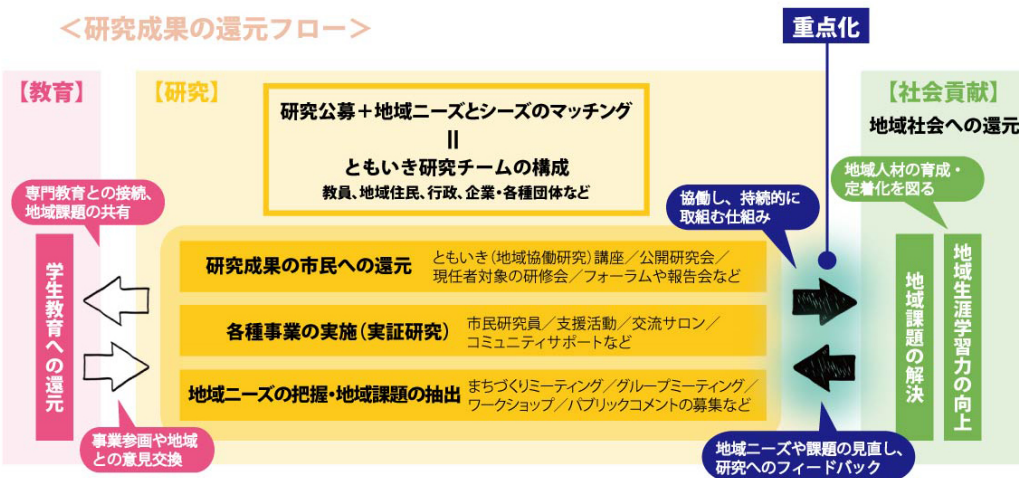 ＜研究成果の還元フロー＞
重点化
【教育】
【研究】
【社会貢献】
地域社会への還元
研究公募＋地域ニーズとシーズのマッチング
＝
ともいき研究チームの構成
教員、地域住民、行政、企業・各種団体など
専門教育との接続、
地域課題の共有
協働し、持続的に
取組む仕組み
地域人材の育成・
定着化を図る
学生教育への還元
研究成果の市民への還元
ともいき（地域協働研究）講座／公開研究会／
現任者対象の研修会／フォーラムや報告会など
各種事業の実施（実証研究）
市民研究員／支援活動／交流サロン／
コミュニティサポートなど
地域ニーズの把握・地域課題の抽出
まちづくりミーティング／グループミーティング／
ワークショップ／パブリックコメントの募集など
地域課題の解決
地域生涯学習力の向上
事業参画や地域
との意見交換
地域ニーズや課題の見直し、
研究へのフィードバック